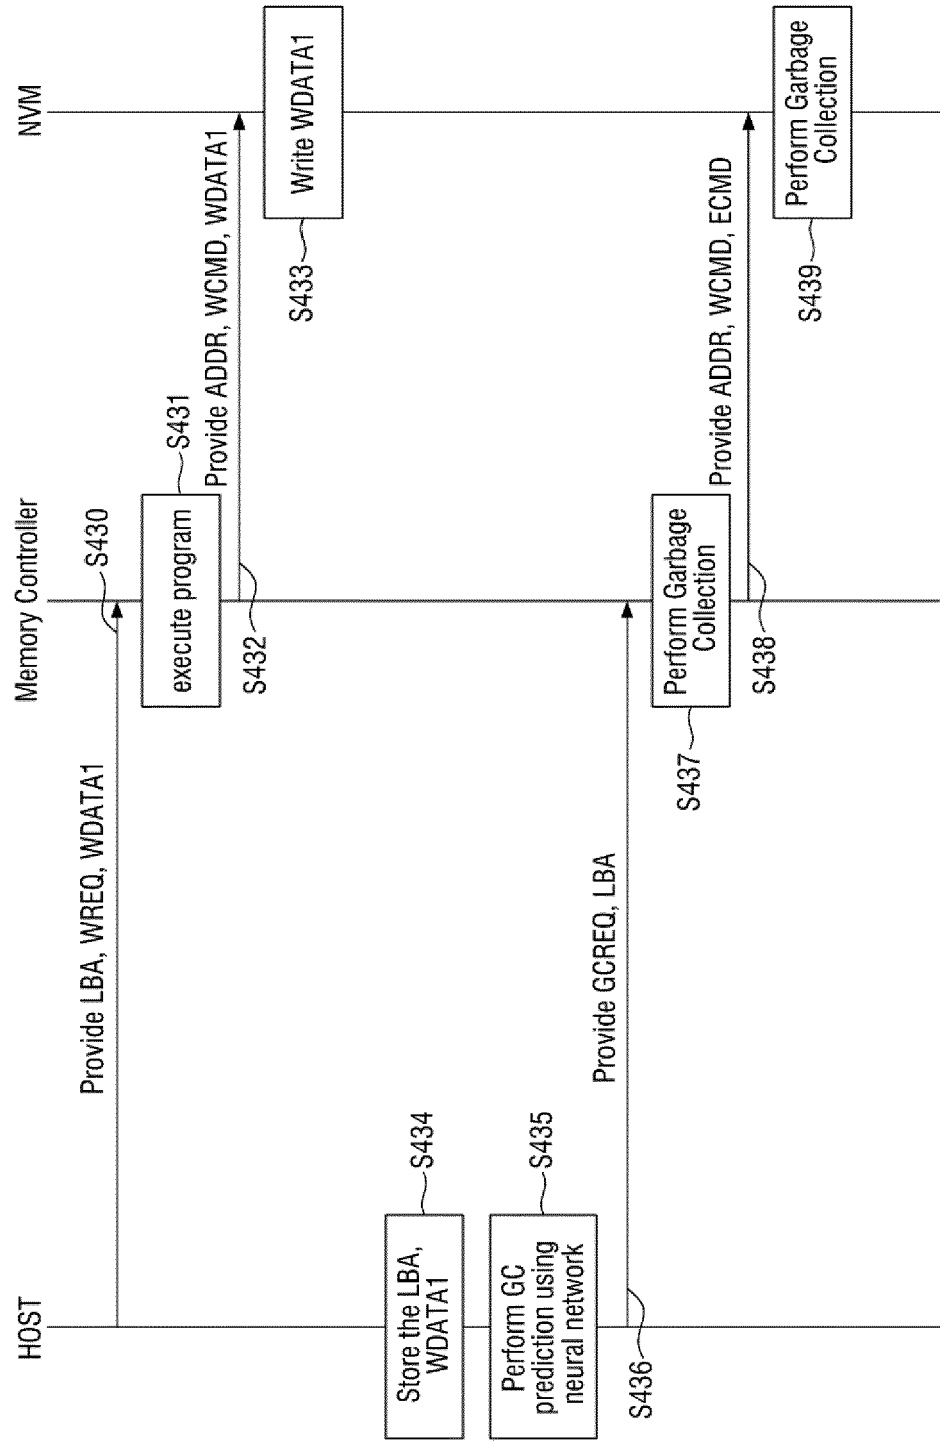 HOST
Memory Controller
NVM
Provide LBA, WREQ, WDATA1
S430
execute program
S431
Provide ADDR, WCMD, WDATA1
S432
Write WDATA1
S433
Store the LBA,
WDATA1
S434
Perform GC
prediction using
neural network
S435
Provide GCREQ, LBA
S436
Perform Garbage
Collection
S437
Provide ADDR, WCMD, ECMD
S438
Perform Garbage
Collection
S439